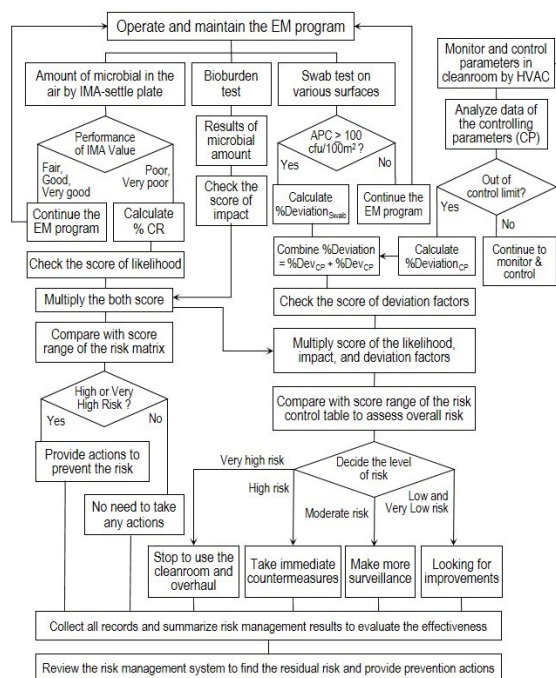 Operate and maintain the EM program
Amount of microbial in the
air by IMA-settle plate
Bioburden
test
Swab test on
various surfaces
Monitor and control
parameters in
cleanroom by HVAC
Performance
of IMA Value
Fair,
Good,
Very good
Poor,
Very poor
Results of
microbial
amount
APC > 100
cfu/100m² ?
Yes
No
Analyze data of
the controlling
parameters (CP)
Continue the
EM program
Calculate
% CR
Check the
score of
impact
Calculate
%Deviation_Swab
Continue the
EM program
Out of
control limit?
Yes
No
Check the score of likelihood
Combine %Deviation
= %Dev_CP + %Dev_CP
Calculate
%Deviation_CP
Continue to
monitor &
control
Multiply the both score
Check the score of deviation factors
Compare with score
range of the risk matrix
Multiply score of the likelihood,
impact, and deviation factors
High or Very
High Risk ?
Yes
No
Compare with score range of the risk
control table to assess overall risk
Provide actions to
prevent the risk
Decide the level
of risk
Very high risk
High risk
Moderate risk
Low and
Very Low risk
No need to take
any actions
Stop to use the
cleanroom and
overhaul
Take immediate
countermeasures
Make more
surveillance
Looking for
improvements
Collect all records and summarize risk management results to evaluate the effectiveness
Review the risk management system to find the residual risk and provide prevention actions